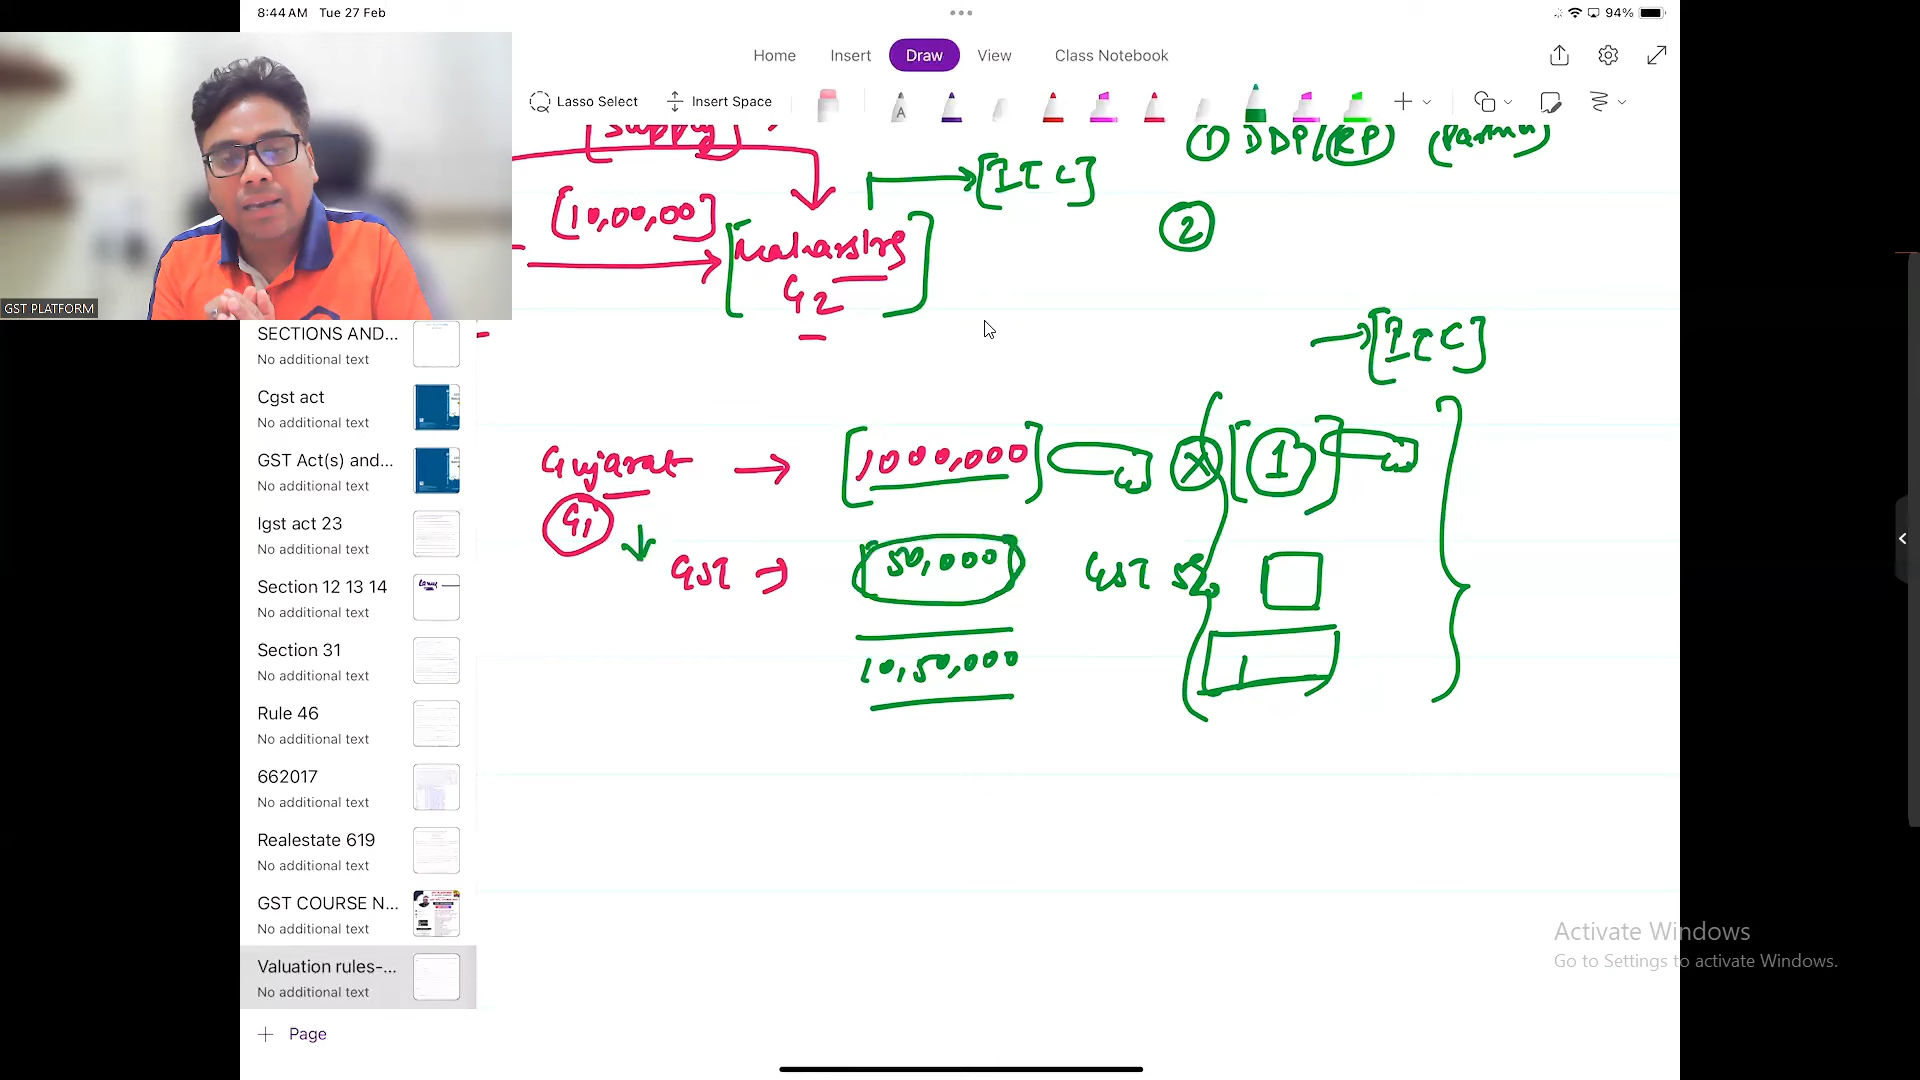 8:44 AM Tue 27 Feb
94%
Home Insert Draw View Class Notebook
Lasso Select Insert Space
A
[Supply]
① DDP/RP
[10,00,00]
[ITC]
②
G2
GST PLATFORM
[ITC]
Gujarat → [1000,000] X [1]
G1
GST → 50,000 GST 5%
10,50,000
SECTIONS AND...
No additional text
Cgst act
No additional text
GST Act(s) and...
No additional text
Igst act 23
No additional text
Section 12 13 14
No additional text
Section 31
No additional text
Rule 46
No additional text
662017
No additional text
Realestate 619
No additional text
GST COURSE N...
No additional text
Valuation rules-...
No additional text
Page
Activate Windows
Go to Settings to activate Windows.